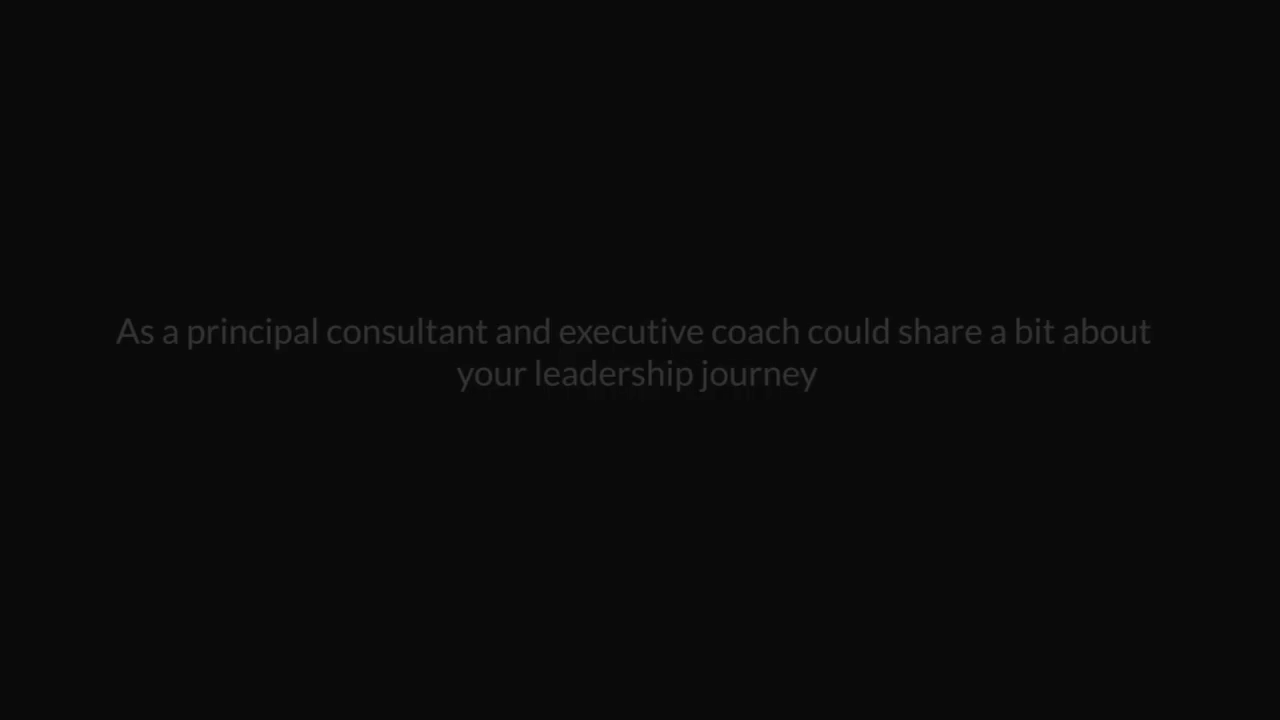 As a principal consultant and executive coach could share a bit about
your leadership journey